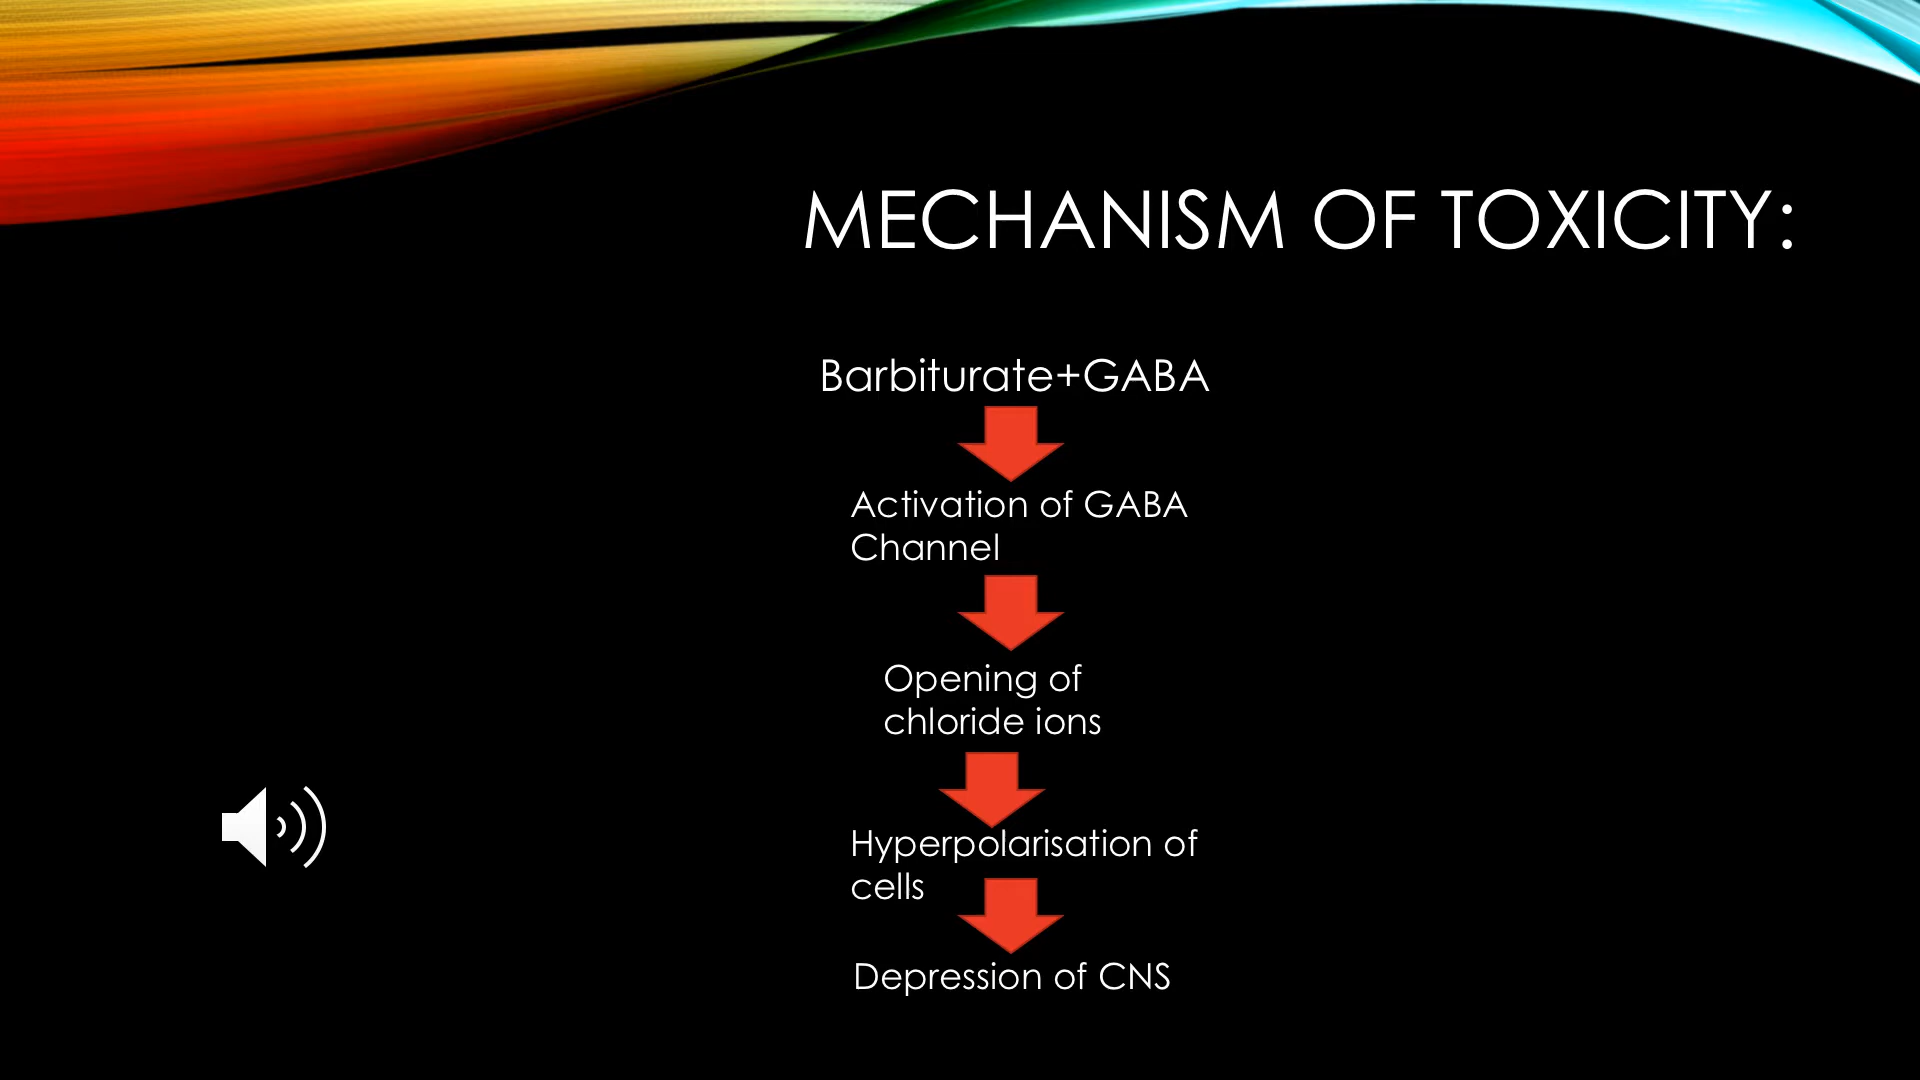 MECHANISM OF TOXICITY:
Barbiturate+GABA
Activation of GABA
Channel
Opening of
chloride ions
Hyperpolarisation of
cells
Depression of CNS